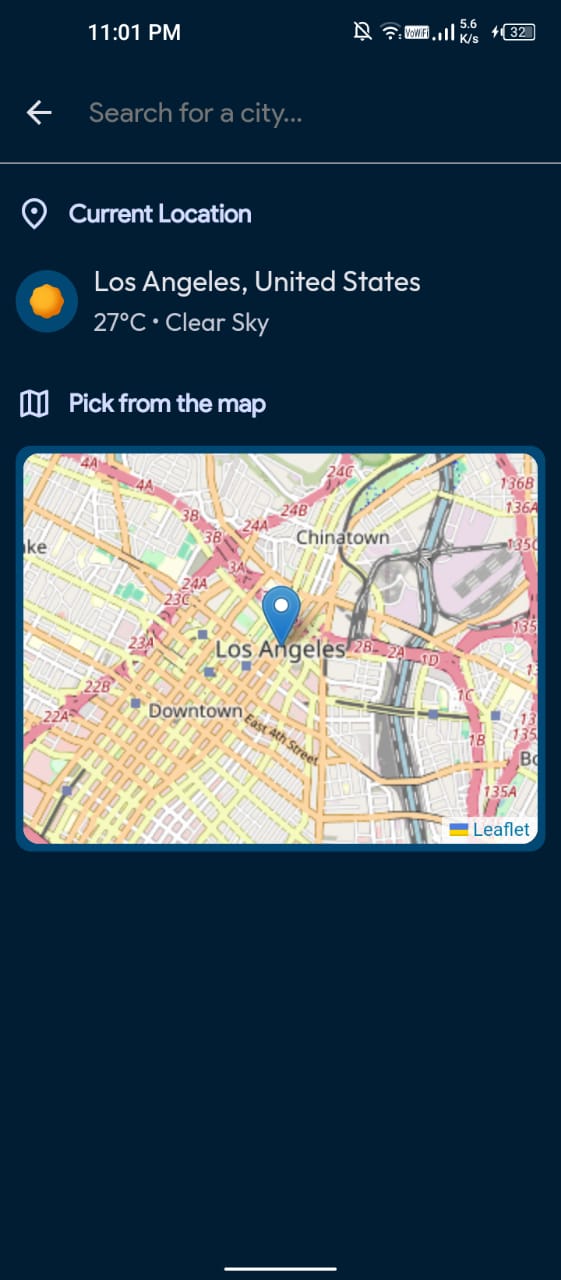 11:01 PM
VoWiFi
5.6
K/s
32
Search for a city...
Current Location
Los Angeles, United States
27°C • Clear Sky
Pick from the map
4A
24C
136B
4A
24B
136A
3B
24A
3B
Chinatown
135C
ke
3A
24A
23C
135
23A
Los Angeles
2B
2A
1D
22B
1C
22A
Downtown
13
East 4th Street
1B
135
Bo
135A
Leaflet